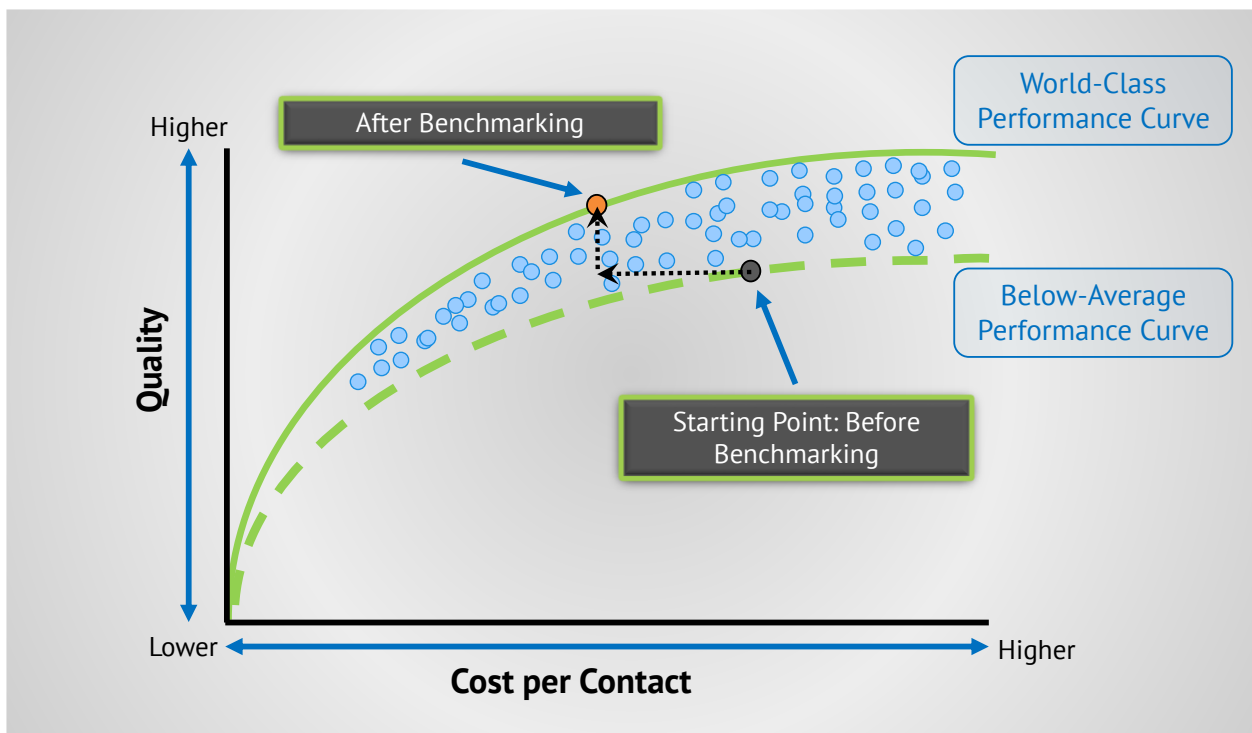 World-Class
Performance Curve
After Benchmarking
Higher
Quality
Below-Average
Performance Curve
Starting Point: Before
Benchmarking
Lower
Higher
Cost per Contact